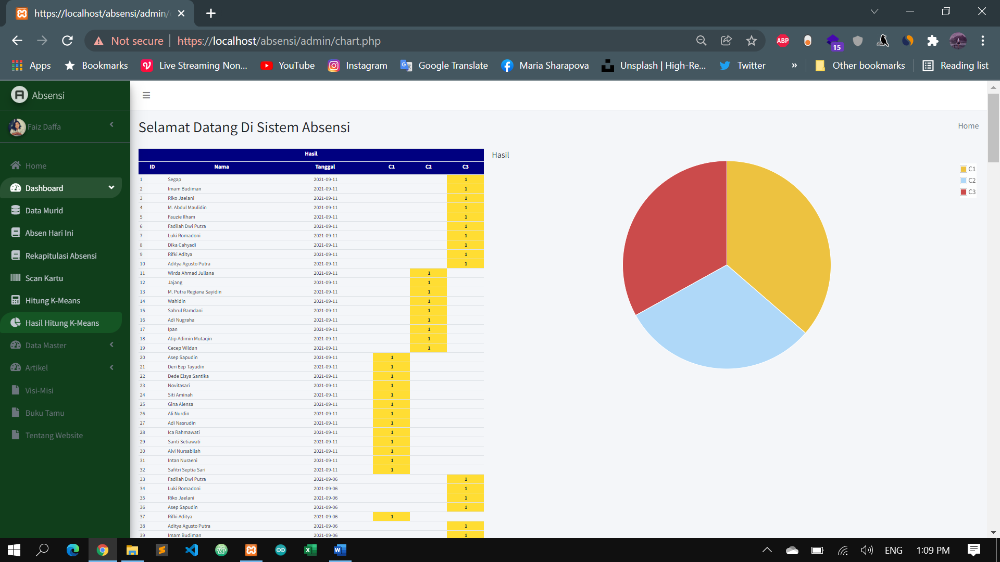 https://localhost/absensi/admin/
Not secure https://localhost/absensi/admin/chart.php
ABP
15
Apps Bookmarks Live Streaming Non... YouTube Instagram Google Translate Maria Sharapova Unsplash | High-Re... Twitter » Other bookmarks Reading list
Absensi
Faiz Daffa
Home
Dashboard
Data Murid
Absen Hari Ini
Rekapitulasi Absensi
Scan Kartu
Hitung K-Means
Hasil Hitung K-Means
Data Master
Artikel
Visi-Misi
Buku Tamu
Tentang Website
Selamat Datang Di Sistem Absensi
Home
Hasil
ID Nama Tanggal C1 C2 C3
1 Segap 2021-09-11 1
2 Imam Budiman 2021-09-11 1
3 Riko Jaelani 2021-09-11 1
4 M. Abdul Maulidin 2021-09-11 1
5 Fauzie Ilham 2021-09-11 1
6 Fadilah Dwi Putra 2021-09-11 1
7 Luki Romadoni 2021-09-11 1
8 Dika Cahyadi 2021-09-11 1
9 Rifki Aditya 2021-09-11 1
10 Aditya Agusto Putra 2021-09-11 1
11 Wirda Ahmad Juliana 2021-09-11 1
12 Jajang 2021-09-11 1
13 M. Putra Regiana Sayidin 2021-09-11 1
14 Wahidin 2021-09-11 1
15 Sahrul Ramdani 2021-09-11 1
16 Adi Nugraha 2021-09-11 1
17 Ipan 2021-09-11 1
18 Atip Adimin Mutaqin 2021-09-11 1
19 Cecep Wildan 2021-09-11 1
20 Asep Sapudin 2021-09-11 1
21 Deri Eep Tayudin 2021-09-11 1
22 Dede Elsya Santika 2021-09-11 1
23 Novitasari 2021-09-11 1
24 Siti Aminah 2021-09-11 1
25 Gina Alensa 2021-09-11 1
26 Ali Nurdin 2021-09-11 1
27 Adi Nasrudin 2021-09-11 1
28 Ica Rahmawati 2021-09-11 1
29 Santi Setiawati 2021-09-11 1
30 Alvi Nursabilah 2021-09-11 1
31 Intan Nuraeni 2021-09-11 1
32 Safitri Septia Sari 2021-09-11 1
33 Fadilah Dwi Putra 2021-09-06 1
34 Luki Romadoni 2021-09-06 1
35 Riko Jaelani 2021-09-06 1
36 Asep Sapudin 2021-09-06 1
37 Rifki Aditya 2021-09-06 1
38 Aditya Agusto Putra 2021-09-06 1
39 Imam Budiman 2021-09-06 1
Hasil
C1
C2
C3
ENG 1:09 PM